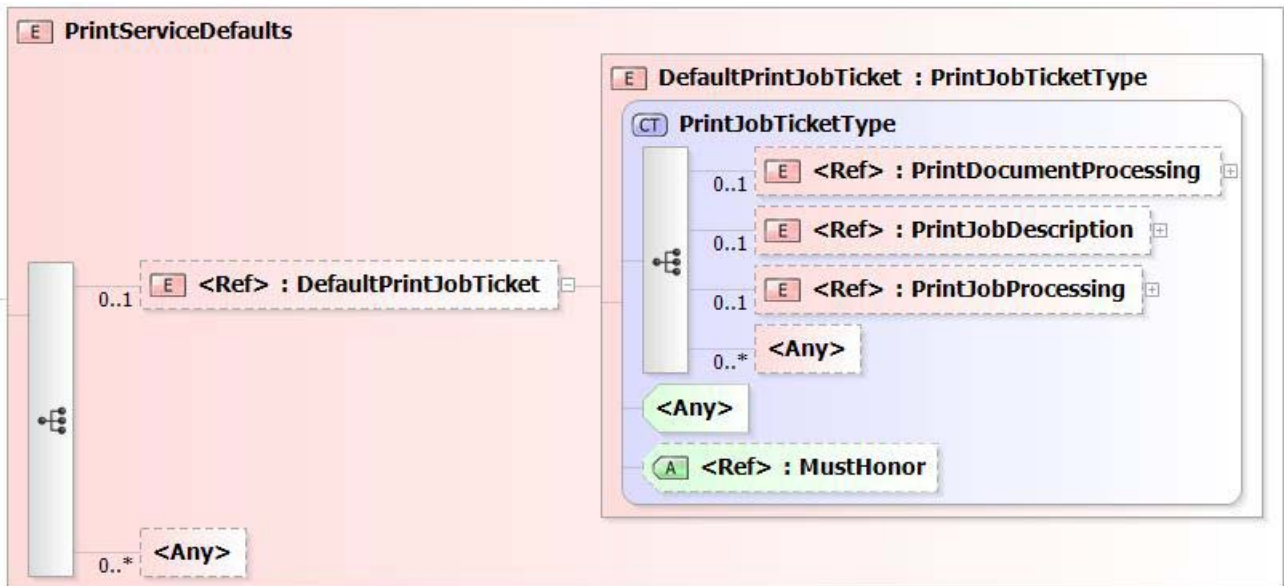 E PrintServiceDefaults
E DefaultPrintJobTicket : PrintJobTicketType
CT PrintJobTicketType
0..1 E <Ref> : PrintDocumentProcessing
0..1 E <Ref> : PrintJobDescription
0..1 E <Ref> : PrintJobProcessing
0..* <Any>
<Any>
A <Ref> : MustHonor
0..1 E <Ref> : DefaultPrintJobTicket
0..* <Any>